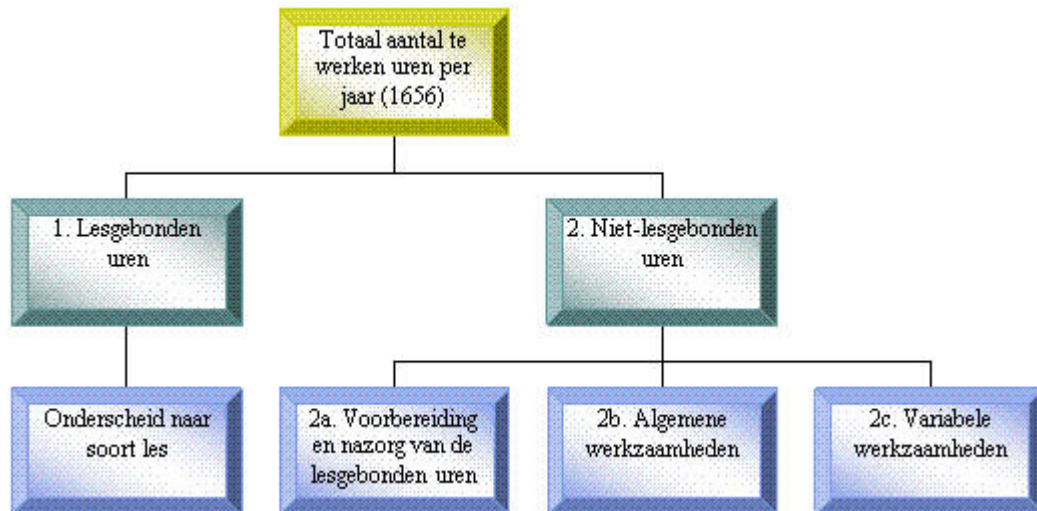 Totaal aantal te
werken uren per
jaar (1656)
1. Lesgebonden
uren
2. Niet-lesgebonden
uren
Onderscheid naar
soort les
2a. Voorbereiding
en nazorg van de
lesgebonden uren
2b. Algemene
werkzaamheden
2c. Variabele
werkzaamheden